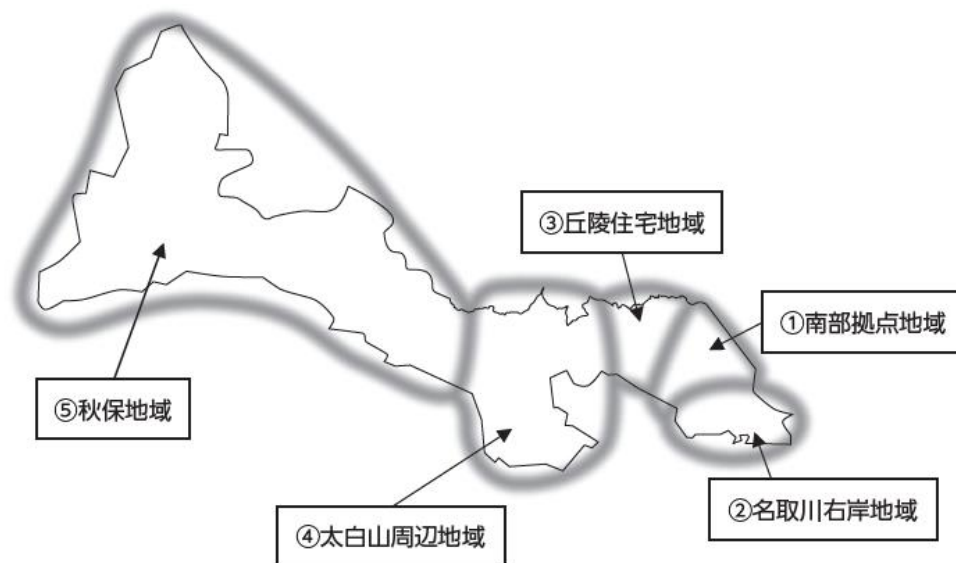 ③丘陵住宅地域
①南部拠点地域
⑤秋保地域
②名取川右岸地域
④太白山周辺地域